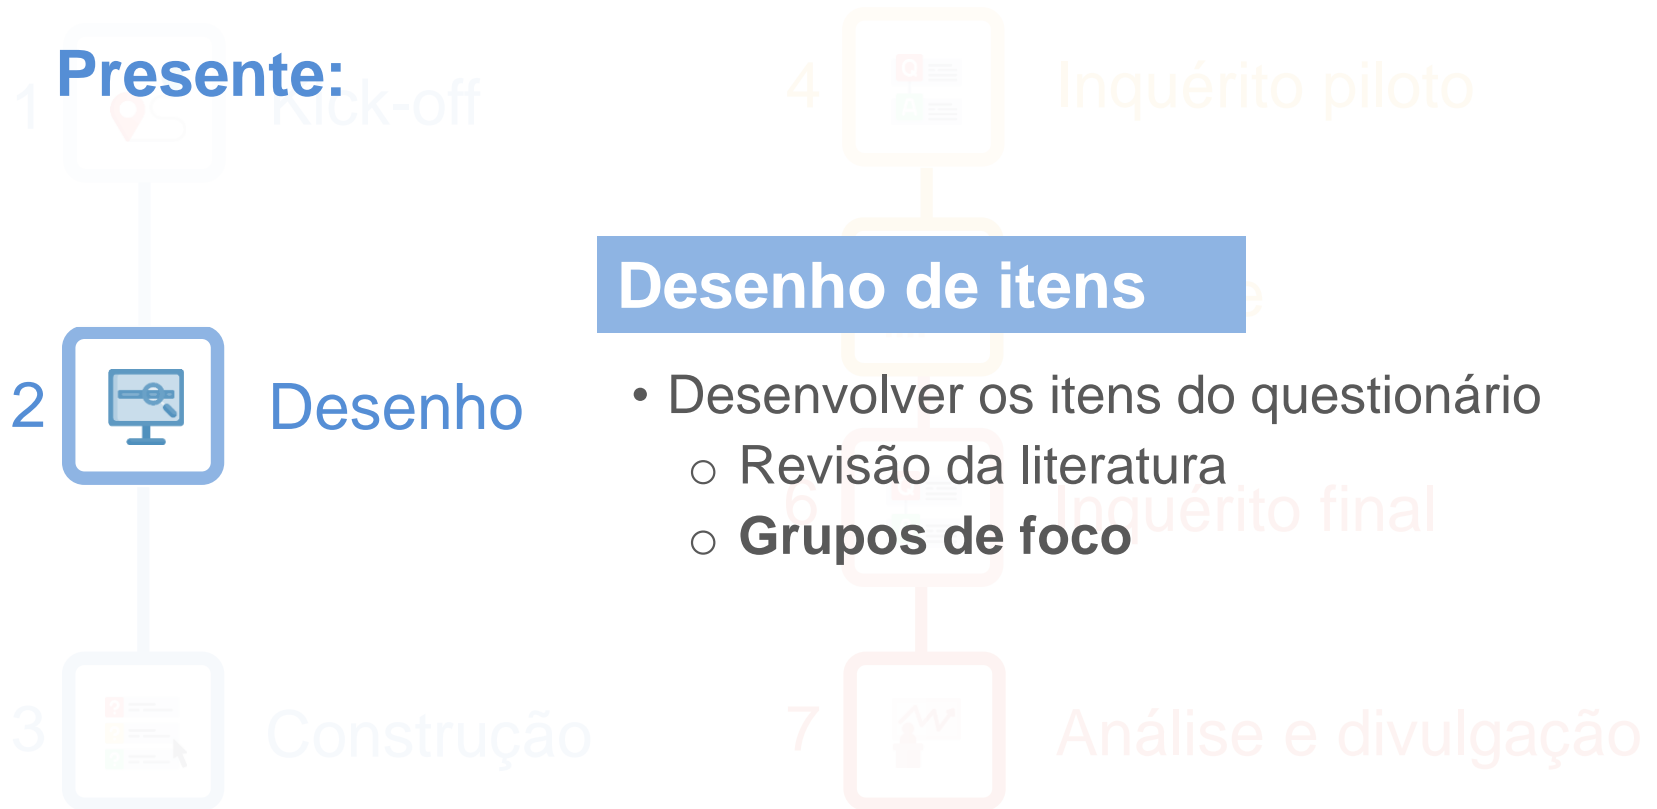 Presente:
1
Kick-off
4
Inquérito piloto
Desenho de itens
2
Desenho
• Desenvolver os itens do questionário
o Revisão da literatura
o Grupos de foco
6
Inquérito final
3
Construção
7
Análise e divulgação